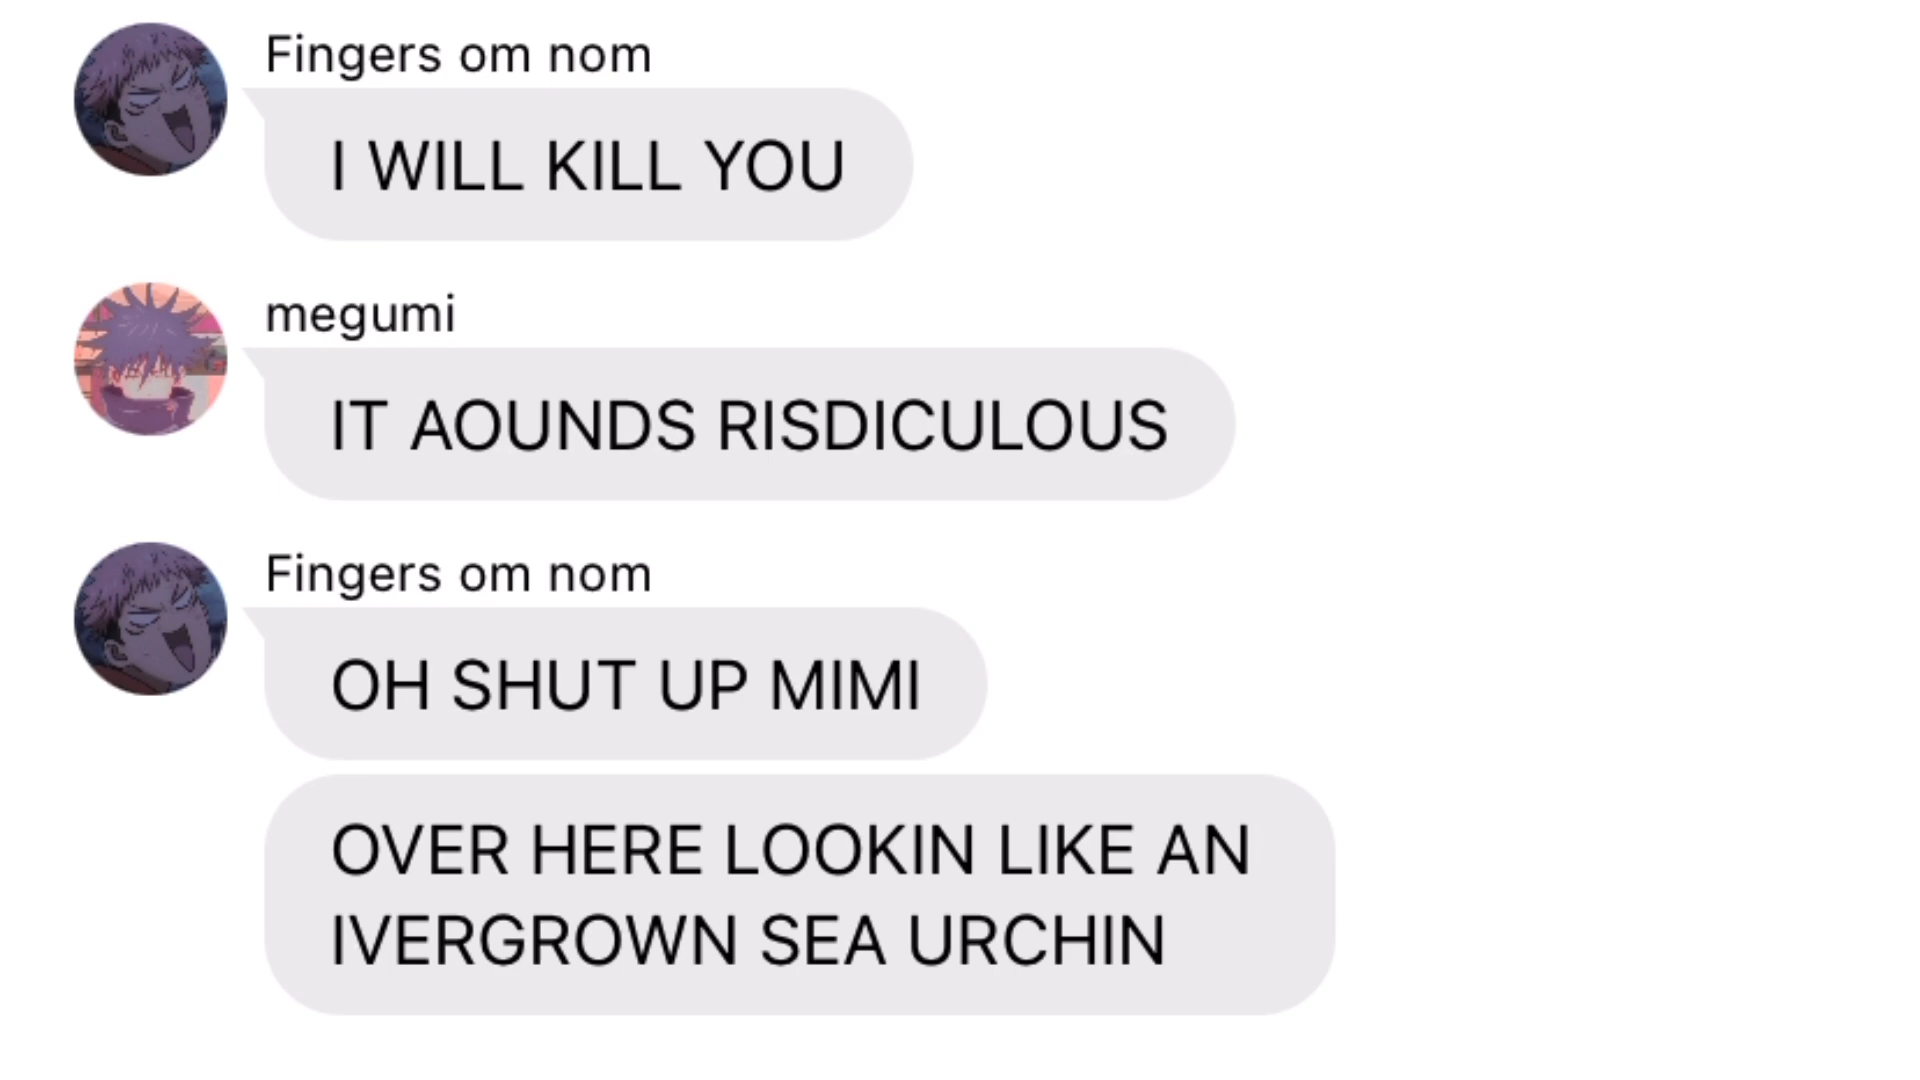 Fingers om nom
I WILL KILL YOU
megumi
IT AOUNDS RISDICULOUS
Fingers om nom
OH SHUT UP MIMI
OVER HERE LOOKIN LIKE AN
IVERGROWN SEA URCHIN